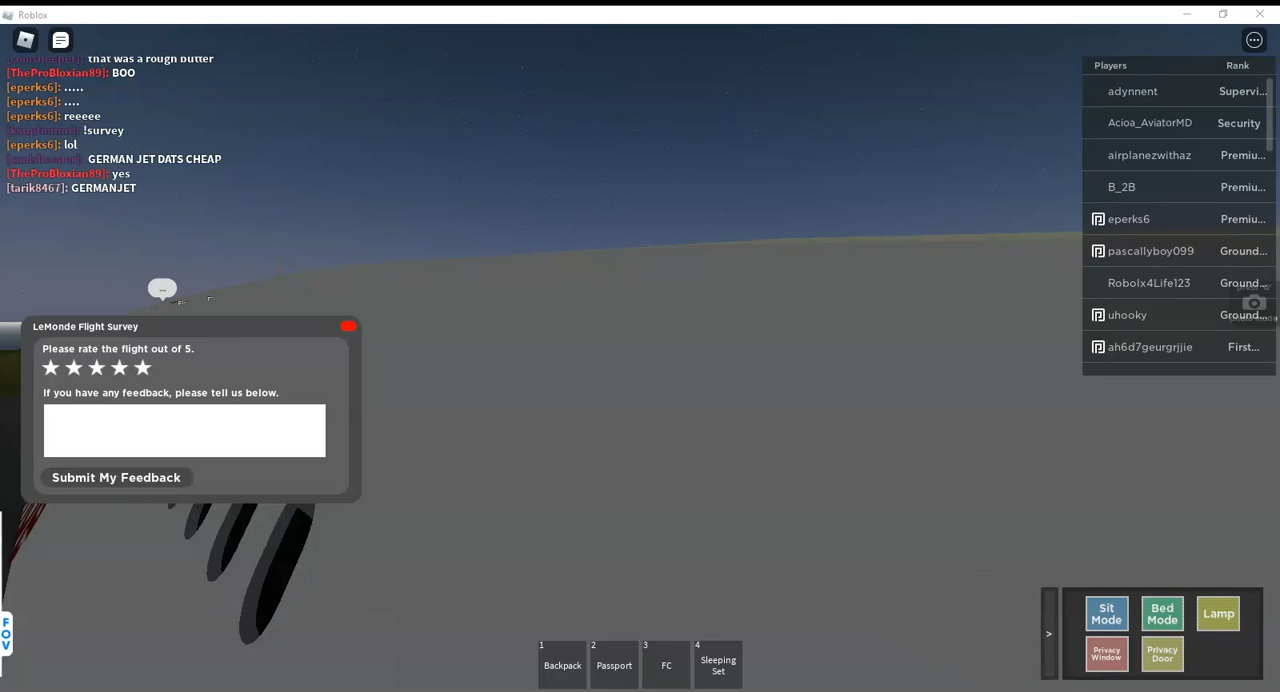 Roblox
that was a rough butter
[TheProBloxian89]: BOO
[eperks6]: .....
[eperks6]: ....
[eperks6]: reeeee
!survey
[eperks6]: lol
GERMAN JET DATS CHEAP
[TheProBloxian89]: yes
[tarik8467]: GERMANJET
Players Rank
adynnent Supervi...
Acioa_AviatorMD Security
airplanezwithaz Premiu...
B_2B Premiu...
eperks6 Premiu...
pascallyboy099 Ground...
Robolx4Life123 Ground...
uhooky Ground...
ah6d7geurgrjjie First...
...
LeMonde Flight Survey
Please rate the flight out of 5.
If you have any feedback, please tell us below.
Submit My Feedback
FOV
1 Backpack
2 Passport
3 FC
4 Sleeping
Set
>
Sit
Mode
Bed
Mode
Lamp
Privacy
Window
Privacy
Door